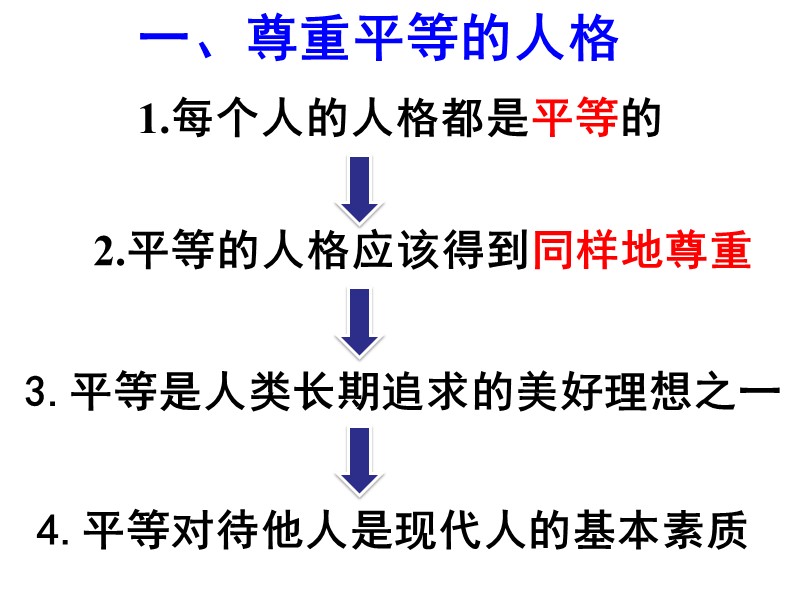 一、尊重平等的人格
1.每个人的人格都是平等的
2.平等的人格应该得到同样地尊重
3.平等是人类长期追求的美好理想之一
4.平等对待他人是现代人的基本素质